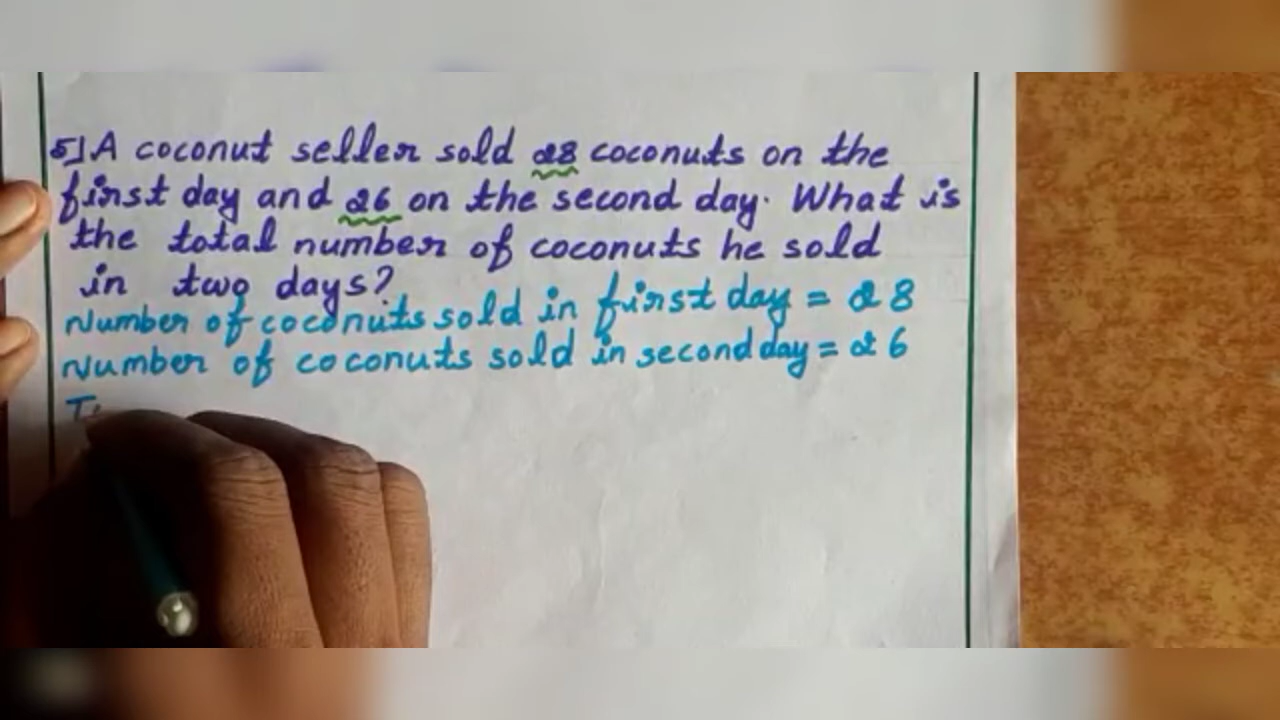 5] A coconut seller sold 28 coconuts on the
first day and 26 on the second day. What is
the total number of coconuts he sold
in two days?
Number of coconuts sold in first day = 28
Number of coconuts sold in second day = 26